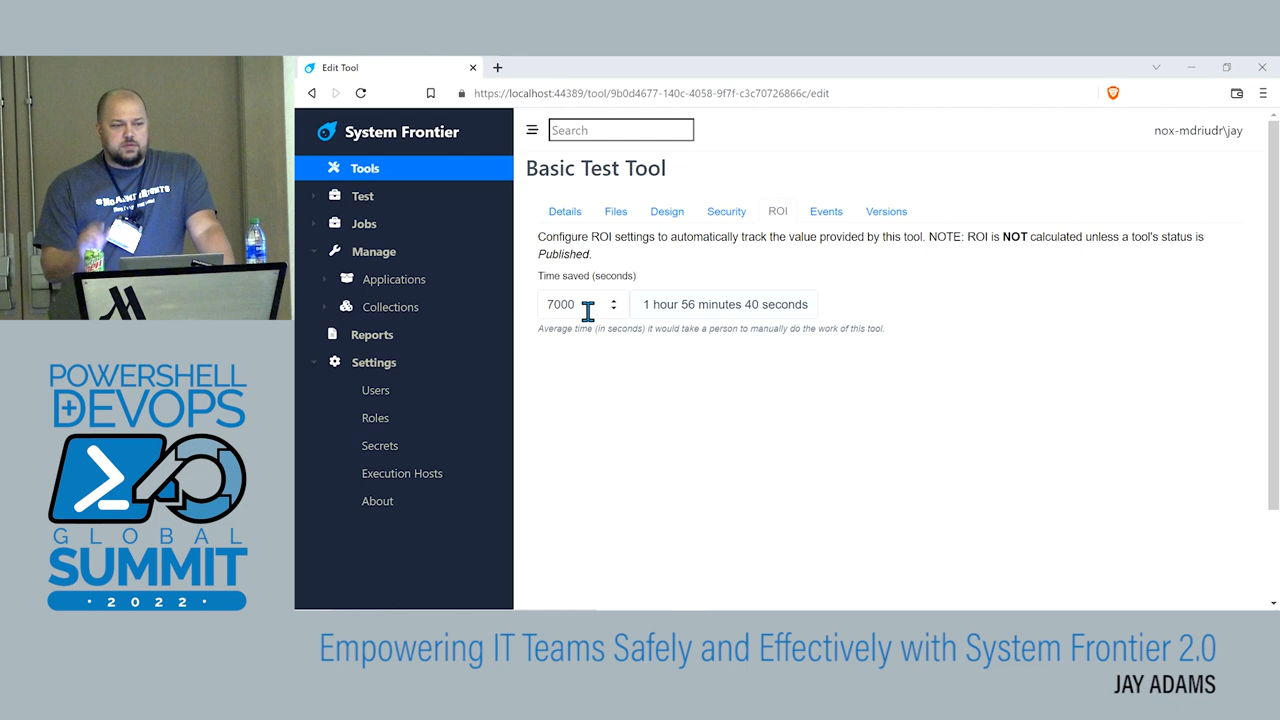 Edit Tool
https://localhost:44389/tool/9b0d4677-140c-4058-9f7f-c3c70726866c/edit
System Frontier
Search
nox-mdriudr\jay
Tools
Test
Jobs
Manage
Applications
Collections
Reports
Settings
Users
Roles
Secrets
Execution Hosts
About
Basic Test Tool
Details Files Design Security ROI Events Versions
Configure ROI settings to automatically track the value provided by this tool. NOTE: ROI is NOT calculated unless a tool's status is
Published.
Time saved (seconds)
7000 1 hour 56 minutes 40 seconds
Average time (in seconds) it would take a person to manually do the work of this tool.
POWERSHELL
+DEVOPS
GLOBAL
SUMMIT
· 2022 ·
Empowering IT Teams Safely and Effectively with System Frontier 2.0
JAY ADAMS